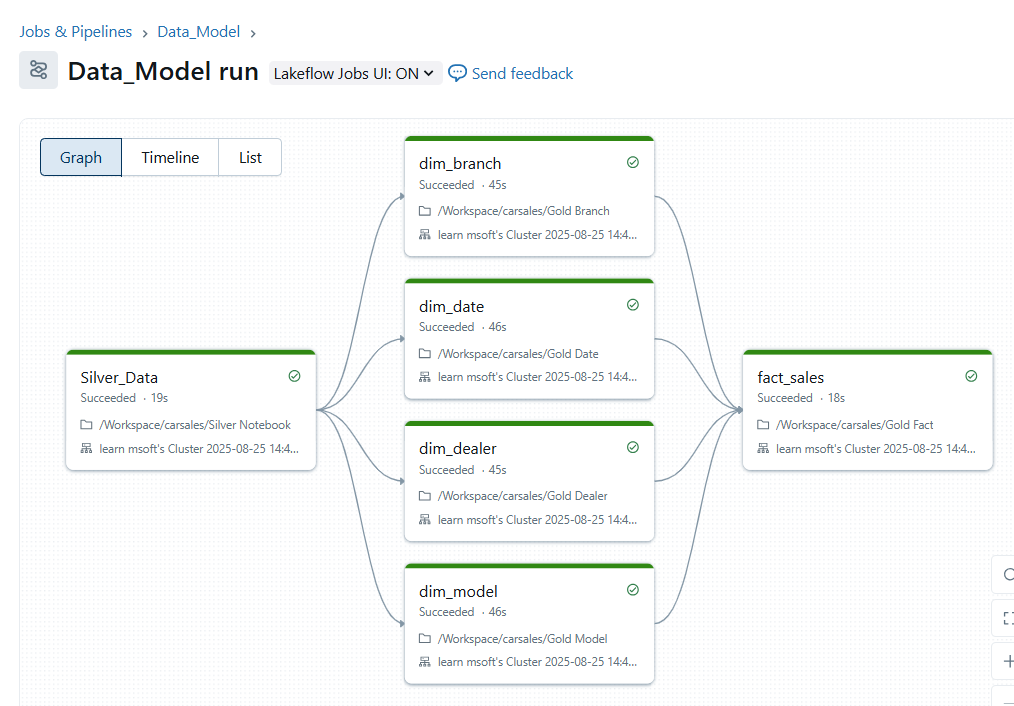 Jobs & Pipelines › Data_Model ›
Data_Model run
Lakeflow Jobs UI: ON
Send feedback
Graph
Timeline
List
dim_branch
Succeeded · 45s
/Workspace/carsales/Gold Branch
learn msoft's Cluster 2025-08-25 14:4...
dim_date
Succeeded · 46s
/Workspace/carsales/Gold Date
learn msoft's Cluster 2025-08-25 14:4...
Silver_Data
Succeeded · 19s
/Workspace/carsales/Silver Notebook
learn msoft's Cluster 2025-08-25 14:4...
fact_sales
Succeeded · 18s
/Workspace/carsales/Gold Fact
learn msoft's Cluster 2025-08-25 14:4...
dim_dealer
Succeeded · 45s
/Workspace/carsales/Gold Dealer
learn msoft's Cluster 2025-08-25 14:4...
dim_model
Succeeded · 46s
/Workspace/carsales/Gold Model
learn msoft's Cluster 2025-08-25 14:4...